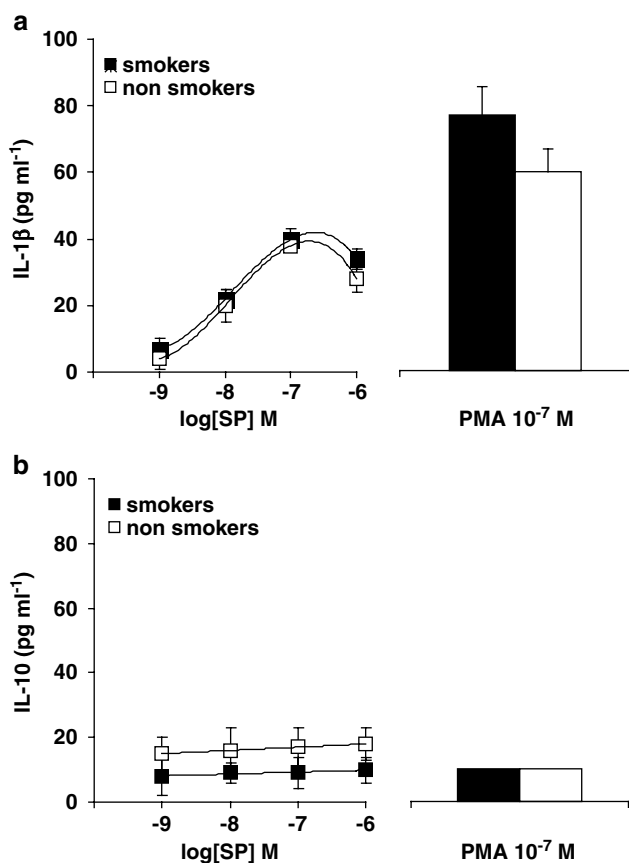 a
100
80
60
40
20
0
IL-1β (pg ml-1)
smokers
non smokers
-9 -8 -7 -6
log[SP] M
PMA 10-7 M
b
100
80
60
40
20
0
IL-10 (pg ml-1)
smokers
non smokers
-9 -8 -7 -6
log[SP] M
PMA 10-7 M